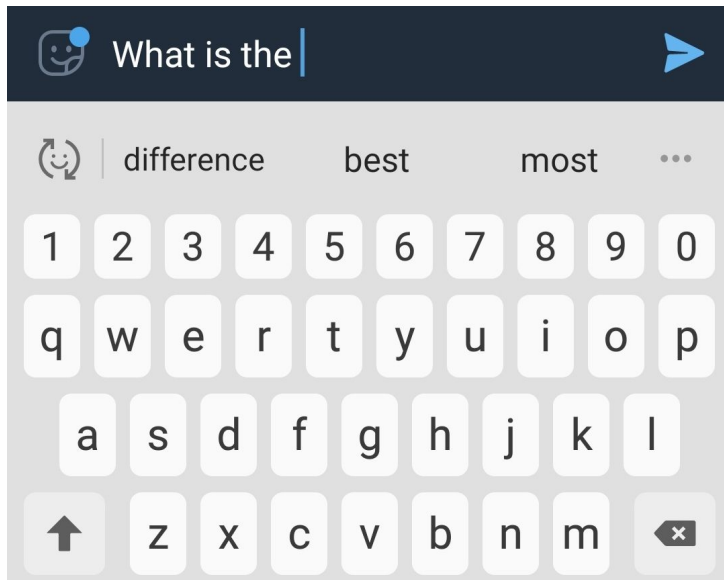 What is the
difference best most
1 2 3 4 5 6 7 8 9 0
q w e r t y u i o p
a s d f g h j k l
z x c v b n m